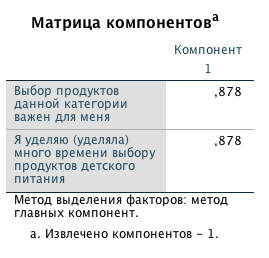 Матрица компонентовᵃ
Компонент
1
Выбор продуктов ,878
данной категории
важен для меня
Я уделяю (уделяла) ,878
много времени выбору
продуктов детского
питания
Метод выделения факторов: метод
главных компонент.
a. Извлечено компонентов – 1.